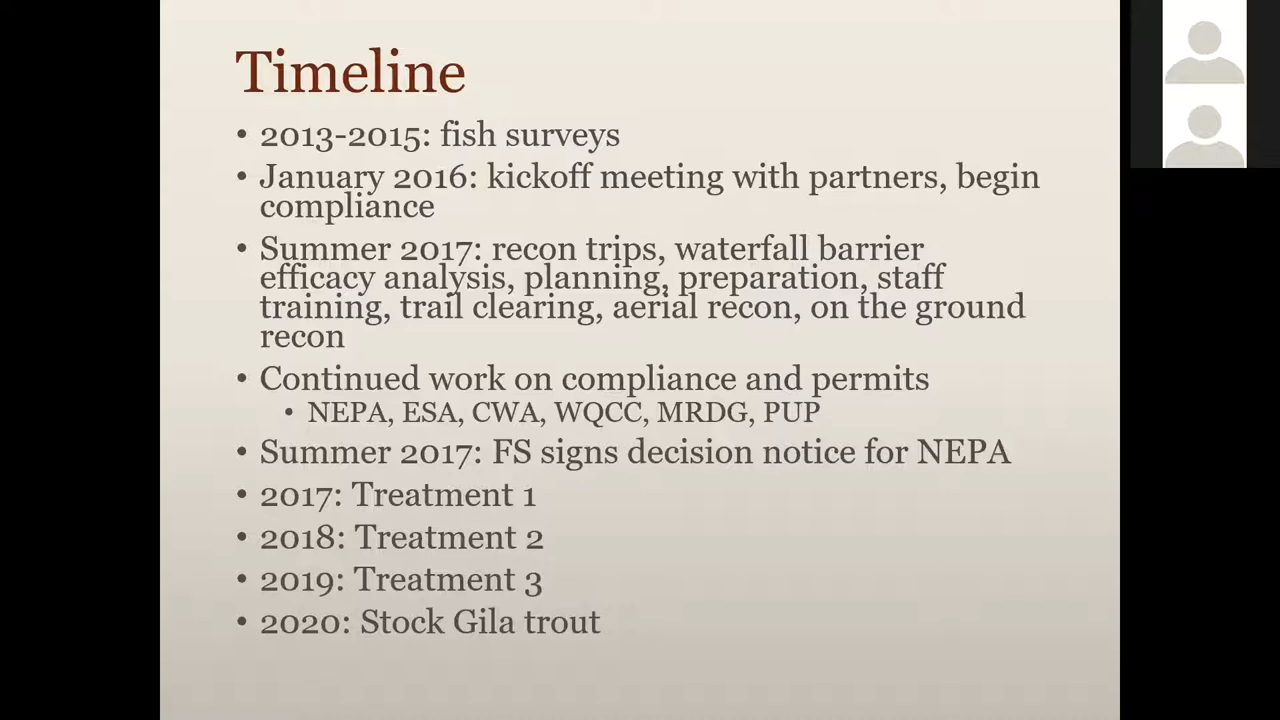 Timeline
• 2013-2015: fish surveys
• January 2016: kickoff meeting with partners, begin
compliance
• Summer 2017: recon trips, waterfall barrier
efficacy analysis, planning, preparation, staff
training, trail clearing, aerial recon, on the ground
recon
• Continued work on compliance and permits
• NEPA, ESA, CWA, WQCC, MRDG, PUP
• Summer 2017: FS signs decision notice for NEPA
• 2017: Treatment 1
• 2018: Treatment 2
• 2019: Treatment 3
• 2020: Stock Gila trout